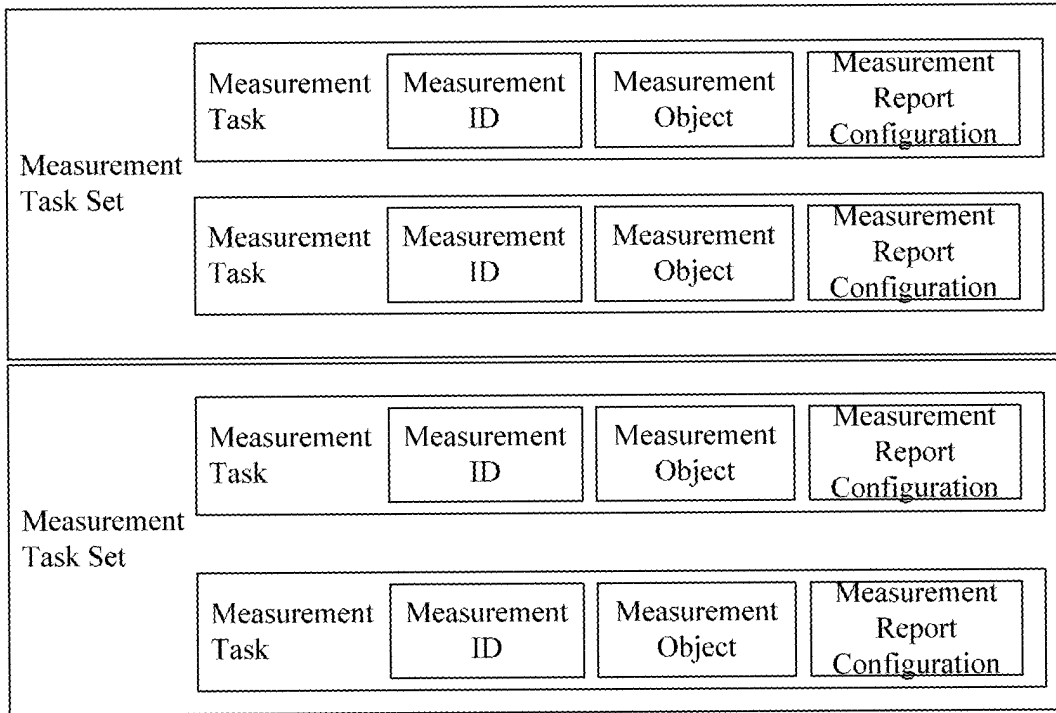 Measurement
Task Set
Measurement
Task
Measurement
ID
Measurement
Object
Measurement
Report
Configuration
Measurement
Task
Measurement
ID
Measurement
Object
Measurement
Report
Configuration
Measurement
Task Set
Measurement
Task
Measurement
ID
Measurement
Object
Measurement
Report
Configuration
Measurement
Task
Measurement
ID
Measurement
Object
Measurement
Report
Configuration